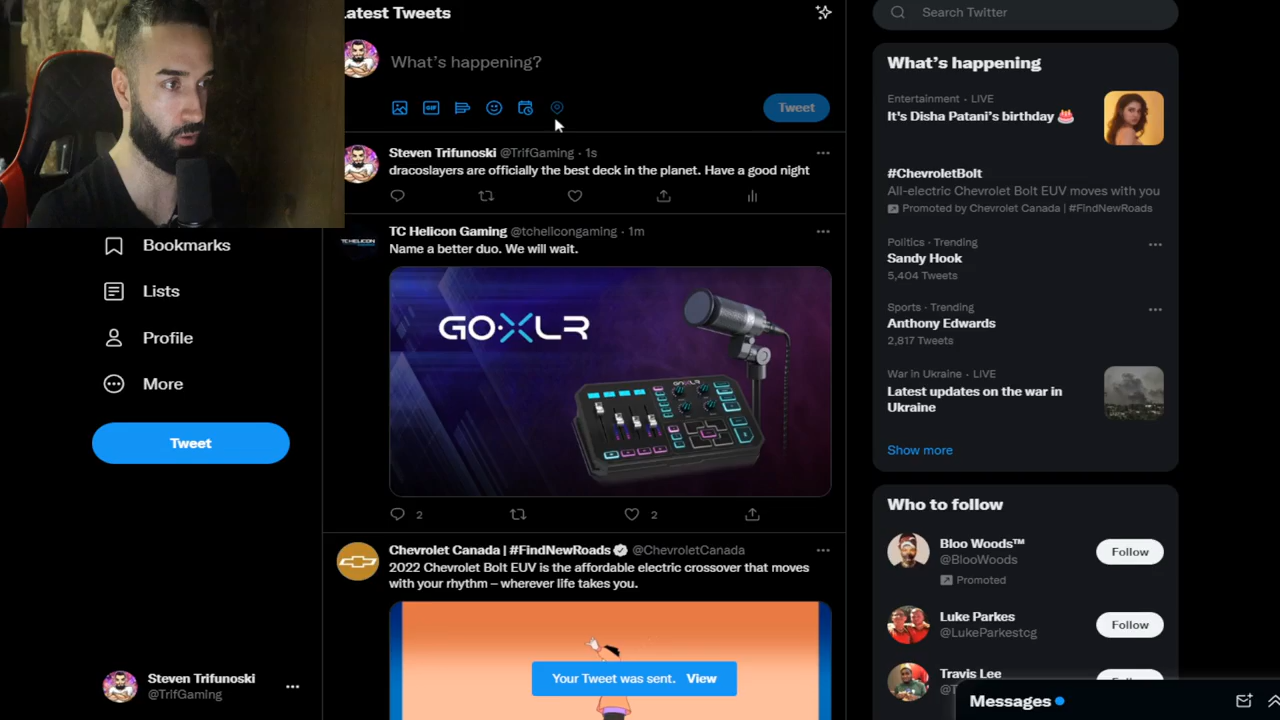 Latest Tweets
What's happening?
GIF
Tweet
Steven Trifunoski @TrifGaming · 1s
dracoslayers are officially the best deck in the planet. Have a good night
TC HELICON
TC Helicon Gaming @tchelicongaming · 1m
Name a better duo. We will wait.
GO·XLR
GOXLR
2
2
Chevrolet Canada | #FindNewRoads @ChevroletCanada
2022 Chevrolet Bolt EUV is the affordable electric crossover that moves
with your rhythm – wherever life takes you.
Your Tweet was sent. View
Bookmarks
Lists
Profile
More
Tweet
Steven Trifunoski
@TrifGaming
Search Twitter
What's happening
Entertainment · LIVE
It's Disha Patani's birthday 🎂
#ChevroletBolt
All-electric Chevrolet Bolt EUV moves with you
Promoted by Chevrolet Canada | #FindNewRoads
Politics · Trending
Sandy Hook
5,404 Tweets
Sports · Trending
Anthony Edwards
2,817 Tweets
War in Ukraine · LIVE
Latest updates on the war in
Ukraine
Show more
Who to follow
Bloo Woods™
@BlooWoods
Promoted
Follow
Luke Parkes
@LukeParkestcg
Follow
Travis Lee
Messages